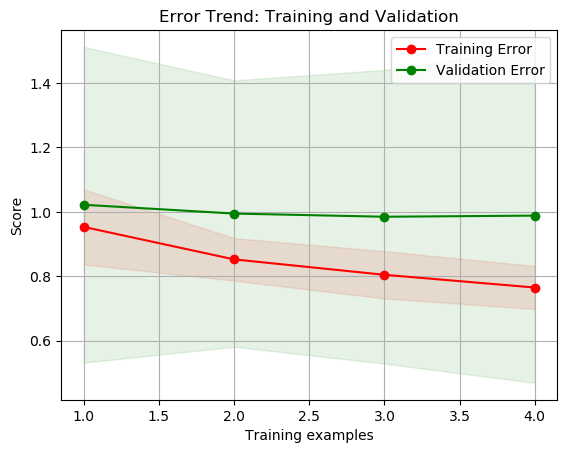 Error Trend: Training and Validation
Training Error
Validation Error
Score
1.4
1.2
1.0
0.8
0.6
1.0
1.5
2.0
2.5
3.0
3.5
4.0
Training examples